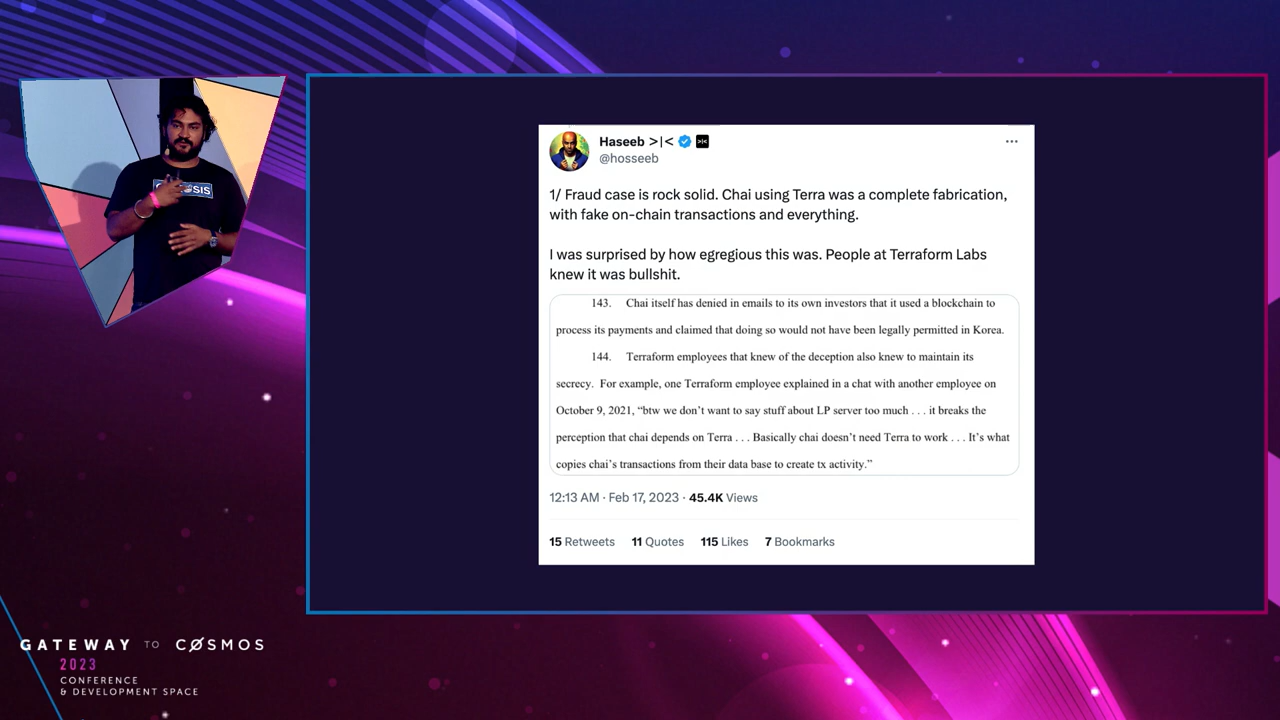 SIS
Haseeb >|<
@hosseeb
1/ Fraud case is rock solid. Chai using Terra was a complete fabrication,
with fake on-chain transactions and everything.
I was surprised by how egregious this was. People at Terraform Labs
knew it was bullshit.
143. Chai itself has denied in emails to its own investors that it used a blockchain to
process its payments and claimed that doing so would not have been legally permitted in Korea.
144. Terraform employees that knew of the deception also knew to maintain its
secrecy. For example, one Terraform employee explained in a chat with another employee on
October 9, 2021, “btw we don’t want to say stuff about LP server too much . . . it breaks the
perception that chai depends on Terra . . . Basically chai doesn’t need Terra to work . . . It’s what
copies chai’s transactions from their data base to create tx activity.”
12:13 AM · Feb 17, 2023 · 45.4K Views
15 Retweets 11 Quotes 115 Likes 7 Bookmarks
GATEWAY TO CØSMOS
2023
CONFERENCE
& DEVELOPMENT SPACE